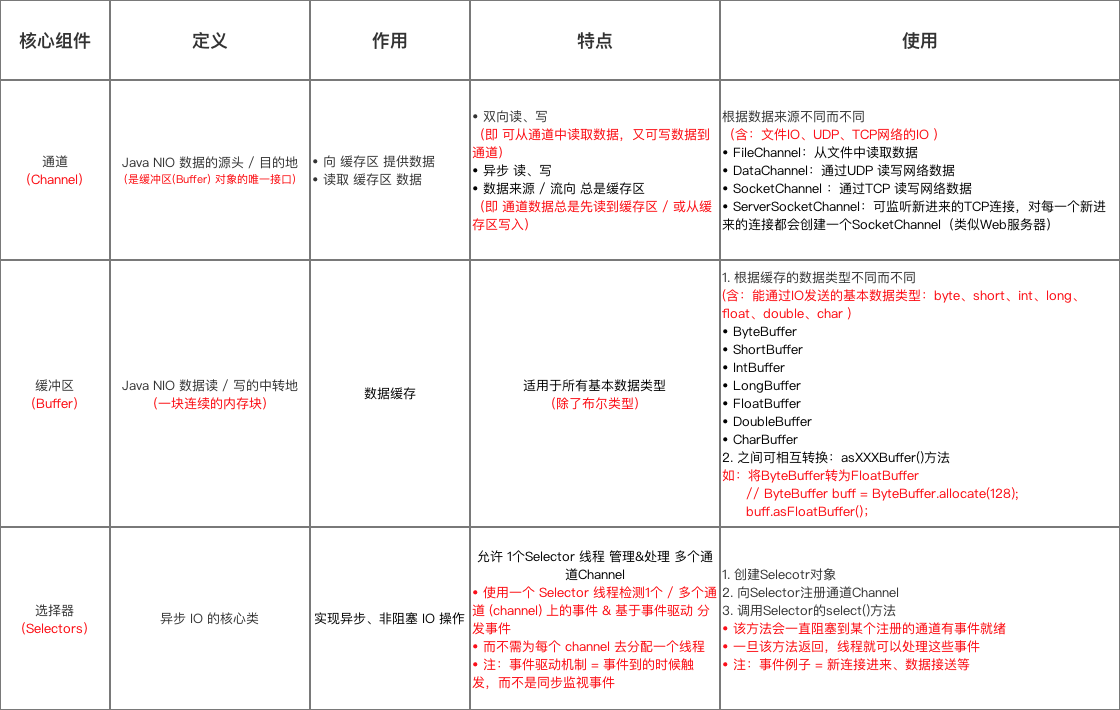 核心组件
定义
作用
特点
使用
通道
（Channel）
Java NIO 数据的源头 / 目的地
（是缓冲区(Buffer) 对象的唯一接口）
• 向 缓存区 提供数据
• 读取 缓存区 数据
• 双向读、写
（即 可从通道中读取数据，又可写数据到
通道）
• 异步 读、写
• 数据来源 / 流向 总是缓存区
（即 通道数据总是先读到缓存区 / 或从缓
存区写入）
根据数据来源不同而不同
（含：文件IO、UDP、TCP网络的IO ）
• FileChannel：从文件中读取数据
• DataChannel：通过UDP 读写网络数据
• SocketChannel ：通过TCP 读写网络数据
• ServerSocketChannel：可监听新进来的TCP连接，对每一个新进
来的连接都会创建一个SocketChannel（类似Web服务器）
缓冲区
（Buffer）
Java NIO 数据读 / 写的中转地
（一块连续的内存块）
数据缓存
适用于所有基本数据类型
（除了布尔类型）
1. 根据缓存的数据类型不同而不同
(含：能通过IO发送的基本数据类型：byte、short、int、long、
float、double、char ）
• ByteBuffer
• ShortBuffer
• IntBuffer
• LongBuffer
• FloatBuffer
• DoubleBuffer
• CharBuffer
2. 之间可相互转换：asXXXBuffer()方法
如：将ByteBuffer转为FloatBuffer
// ByteBuffer buff = ByteBuffer.allocate(128);
buff.asFloatBuffer();
选择器
（Selectors）
异步 IO 的核心类
实现异步、非阻塞 IO 操作
允许 1个Selector 线程 管理&处理 多个通
道Channel
• 使用一个 Selector 线程检测1个 / 多个通
道 (channel) 上的事件 & 基于事件驱动 分
发事件
• 而不需为每个 channel 去分配一个线程
• 注：事件驱动机制 = 事件到的时候触
发，而不是同步监视事件
1. 创建Selecotr对象
2. 向Selector注册通道Channel
3. 调用Selector的select()方法
• 该方法会一直阻塞到某个注册的通道有事件就绪
• 一旦该方法返回，线程就可以处理这些事件
• 注：事件例子 = 新连接进来、数据接送等